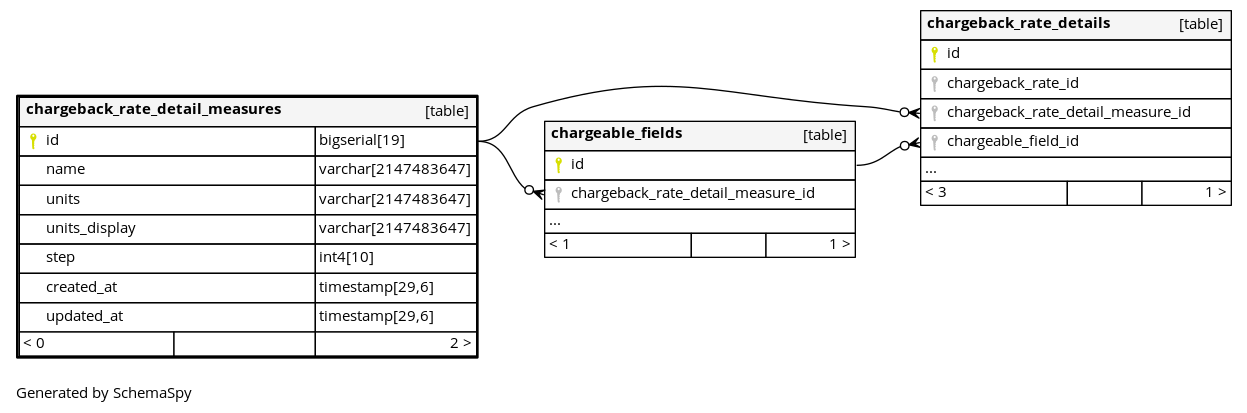 chargeback_rate_details [table]
id
chargeback_rate_id
chargeback_rate_detail_measure_id
chargeable_field_id
...
< 3 1 >
chargeback_rate_detail_measures [table]
id bigserial[19]
name varchar[2147483647]
units varchar[2147483647]
units_display varchar[2147483647]
step int4[10]
created_at timestamp[29,6]
updated_at timestamp[29,6]
< 0 2 >
chargeable_fields [table]
id
chargeback_rate_detail_measure_id
...
< 1 1 >
Generated by SchemaSpy